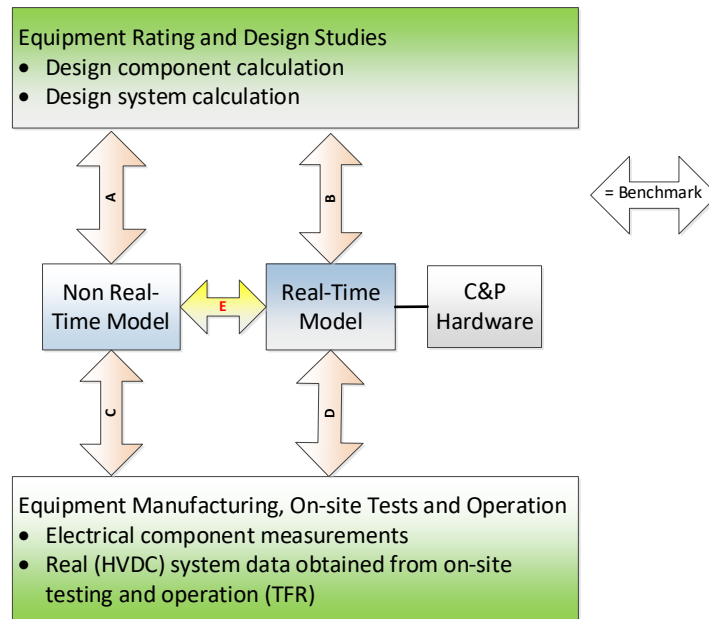 Equipment Rating and Design Studies
• Design component calculation
• Design system calculation
A
B
= Benchmark
Non Real-
Time Model
E
Real-Time
Model
C&P
Hardware
C
D
Equipment Manufacturing, On-site Tests and Operation
• Electrical component measurements
• Real (HVDC) system data obtained from on-site
testing and operation (TFR)